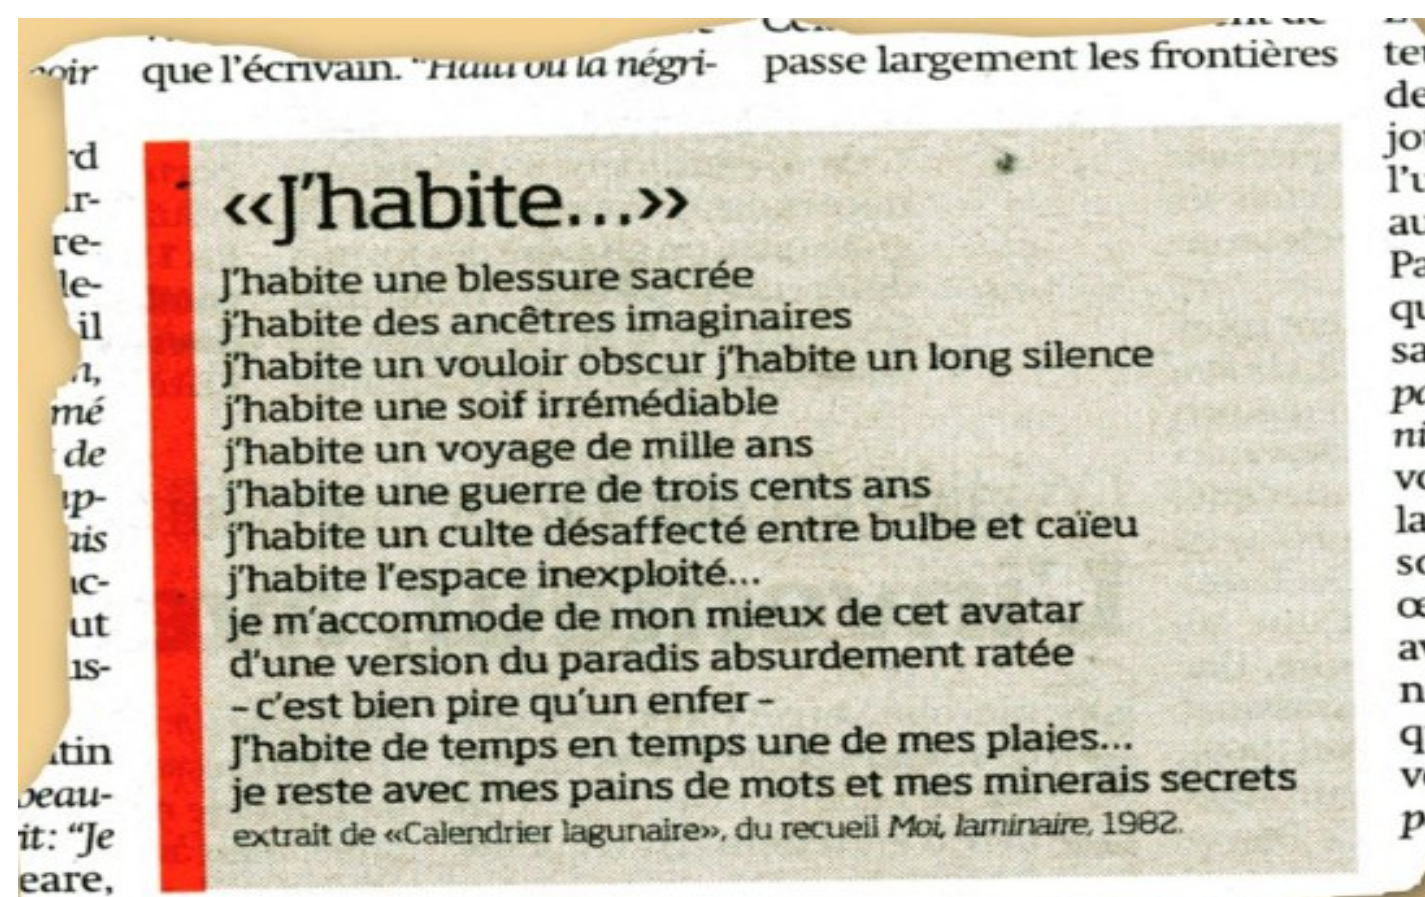 que l'écrivain. "Haïti où la négri-
passe largement les frontières
«J'habite...»
J'habite une blessure sacrée
j'habite des ancêtres imaginaires
j'habite un vouloir obscur j'habite un long silence
j'habite une soif irrémédiable
j'habite un voyage de mille ans
j'habite une guerre de trois cents ans
j'habite un culte désaffecté entre bulbe et caïeu
j'habite l'espace inexploité...
je m'accommode de mon mieux de cet avatar
d'une version du paradis absurdement ratée
– c'est bien pire qu'un enfer –
J'habite de temps en temps une de mes plaies...
je reste avec mes pains de mots et mes minerais secrets
extrait de «Calendrier lagunaire», du recueil Moi, laminaire, 1982.